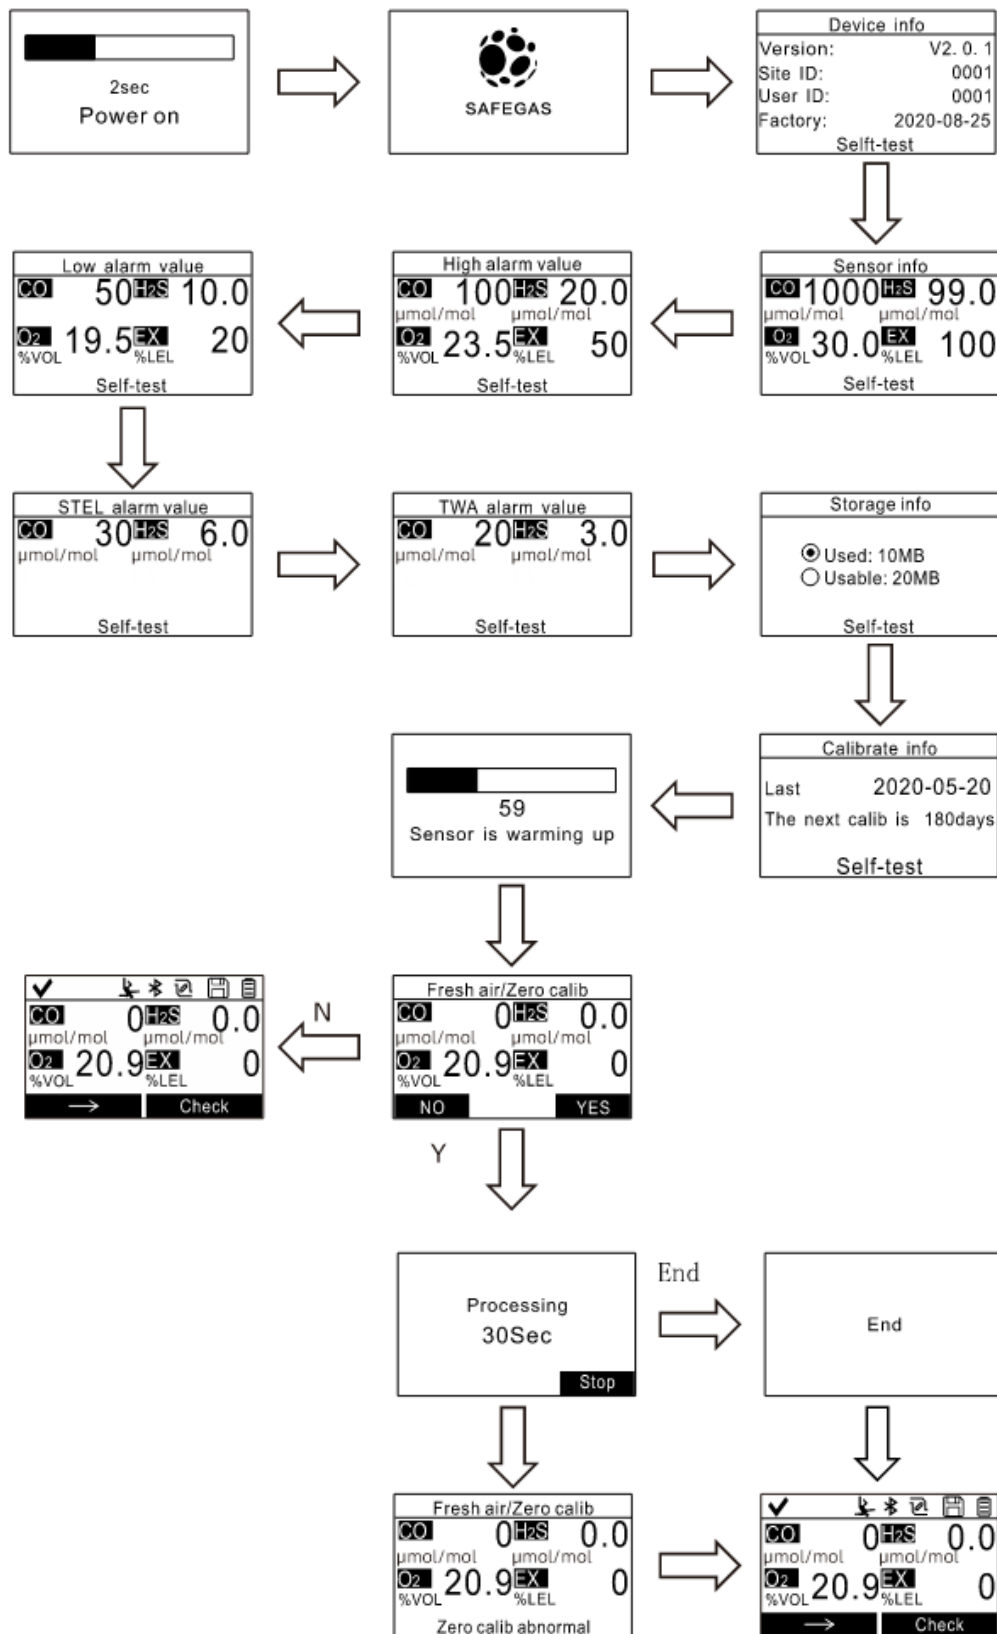 2sec
Power on
SAFEGAS
Device info
Version: V2. 0. 1
Site ID: 0001
User ID: 0001
Factory: 2020-08-25
Selft-test
Low alarm value
CO 50 H2S 10.0
O2 19.5 EX 20
%VOL %LEL
Self-test
High alarm value
CO 100 H2S 20.0
μmol/mol μmol/mol
O2 23.5 EX 50
%VOL %LEL
Self-test
Sensor info
CO 1000 H2S 99.0
μmol/mol μmol/mol
O2 30.0 EX 100
%VOL %LEL
Self-test
STEL alarm value
CO 30 H2S 6.0
μmol/mol μmol/mol
Self-test
TWA alarm value
CO 20 H2S 3.0
μmol/mol μmol/mol
Self-test
Storage info
Used: 10MB
Usable: 20MB
Self-test
59
Sensor is warming up
Calibrate info
Last 2020-05-20
The next calib is 180days
Self-test
CO 0 H2S 0.0
μmol/mol μmol/mol
O2 20.9 EX 0
%VOL %LEL
→ Check
N
Fresh air/Zero calib
CO 0 H2S 0.0
μmol/mol μmol/mol
O2 20.9 EX 0
%VOL %LEL
NO YES
Y
Processing
30Sec
Stop
End
End
Fresh air/Zero calib
CO 0 H2S 0.0
μmol/mol μmol/mol
O2 20.9 EX 0
%VOL %LEL
Zero calib abnormal
CO 0 H2S 0.0
μmol/mol μmol/mol
O2 20.9 EX 0
%VOL %LEL
→ Check